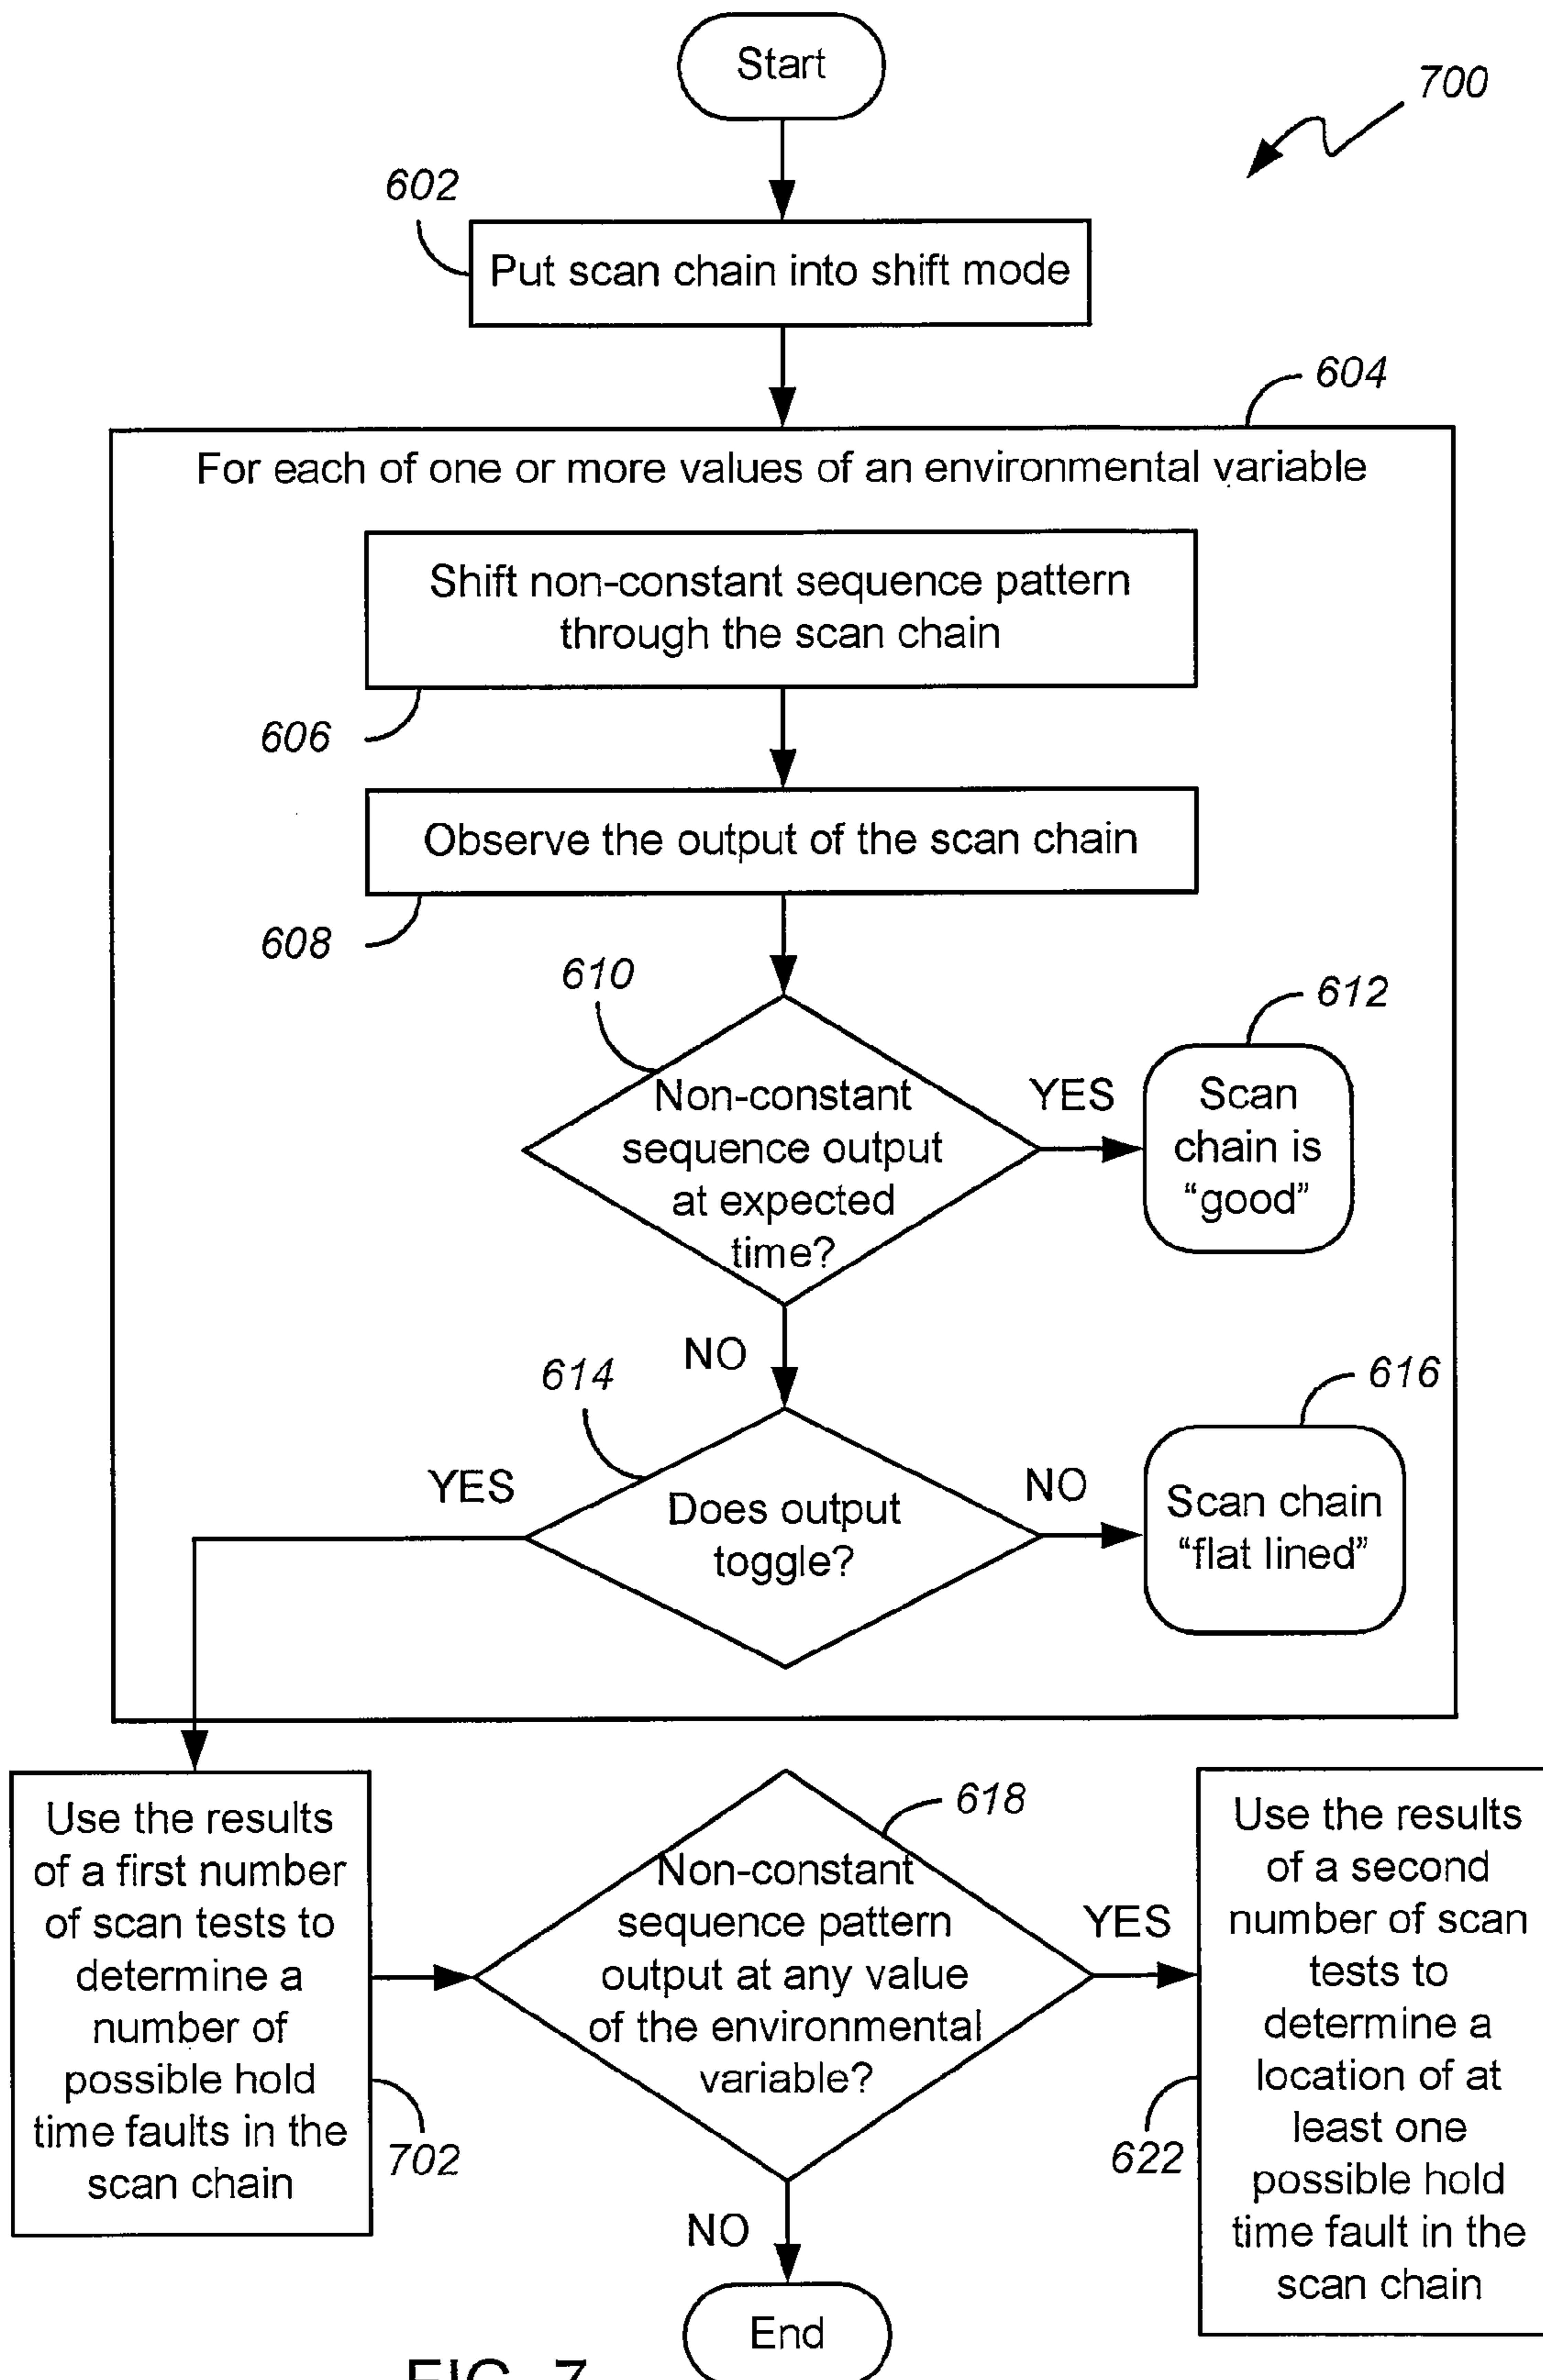 Start
700
602
Put scan chain into shift mode
604
For each of one or more values of an environmental variable
Shift non-constant sequence pattern
through the scan chain
606
Observe the output of the scan chain
608
610
Non-constant
sequence output
at expected
time?
YES
612
Scan
chain is
“good”
NO
614
YES
Does output
toggle?
NO
616
Scan chain
“flat lined”
Use the results
of a first number
of scan tests to
determine a
number of
possible hold
time faults in the
scan chain
702
618
Non-constant
sequence pattern
output at any value
of the environmental
variable?
YES
Use the results
of a second
number of scan
tests to
determine a
location of at
least one
possible hold
time fault in the
scan chain
622
NO
End
FIG. 7